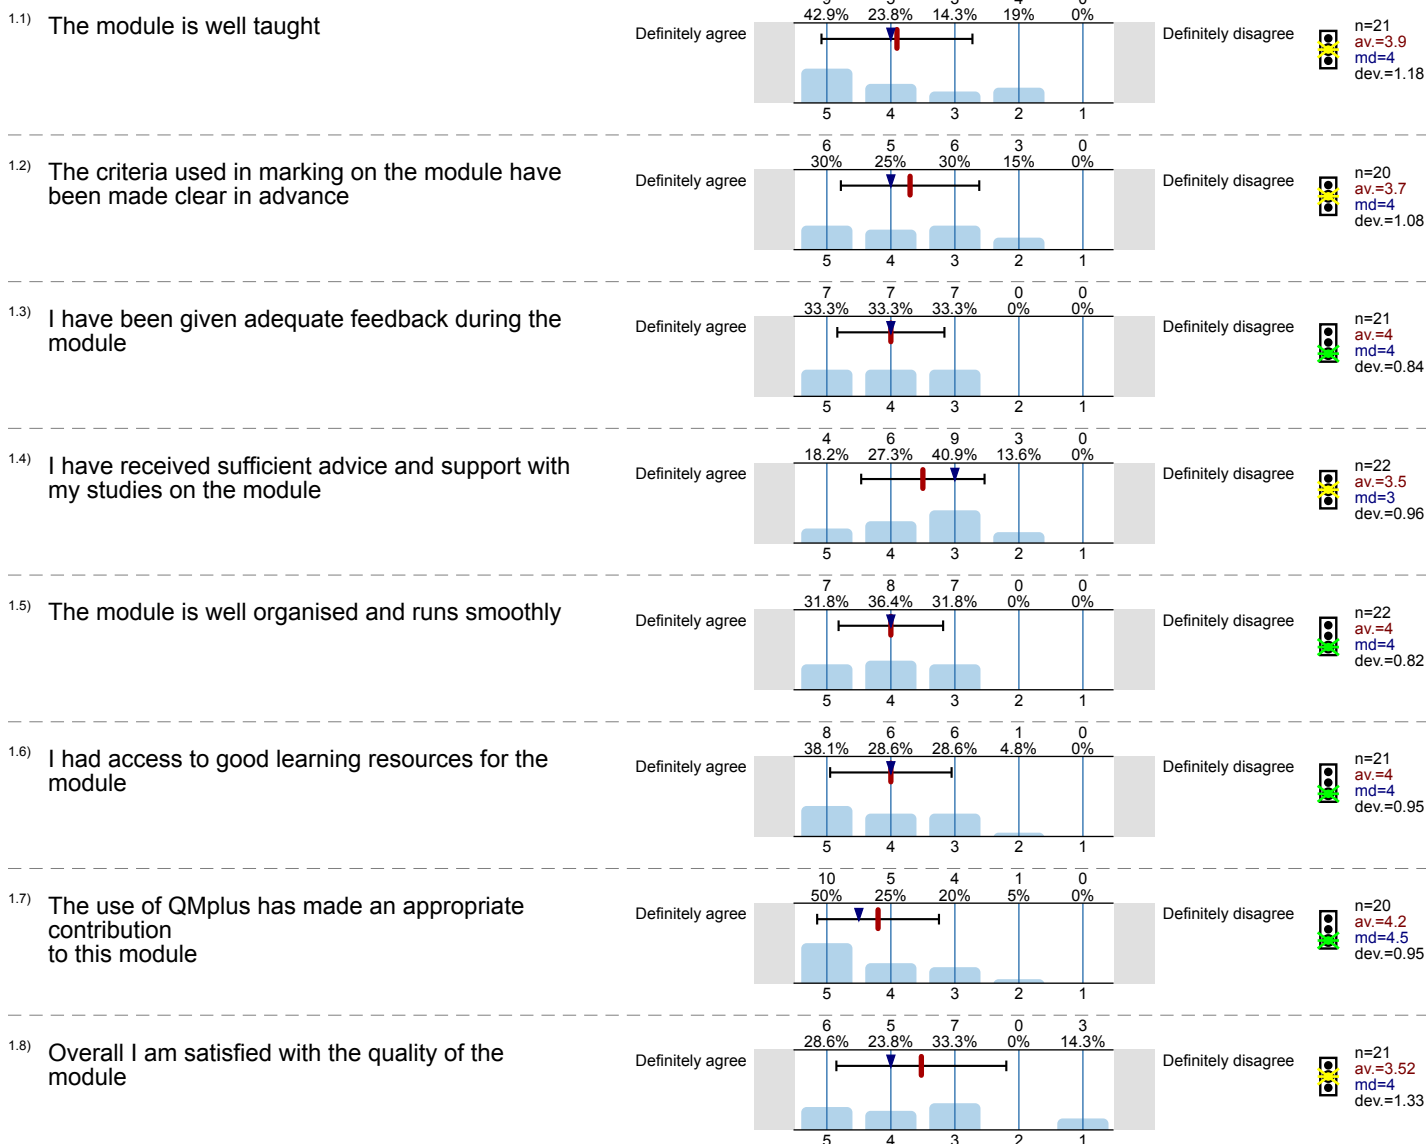 42.9% 23.8% 14.3% 19% 0%
1.1) The module is well taught
Definitely agree Definitely disagree
n=21
av.=3.9
md=4
dev.=1.18
5 4 3 2 1
6 5 6 3 0
30% 25% 30% 15% 0%
1.2) The criteria used in marking on the module have
been made clear in advance
Definitely agree Definitely disagree
n=20
av.=3.7
md=4
dev.=1.08
5 4 3 2 1
7 7 7 0 0
33.3% 33.3% 33.3% 0% 0%
1.3) I have been given adequate feedback during the
module
Definitely agree Definitely disagree
n=21
av.=4
md=4
dev.=0.84
5 4 3 2 1
4 6 9 3 0
18.2% 27.3% 40.9% 13.6% 0%
1.4) I have received sufficient advice and support with
my studies on the module
Definitely agree Definitely disagree
n=22
av.=3.5
md=3
dev.=0.96
5 4 3 2 1
7 8 7 0 0
31.8% 36.4% 31.8% 0% 0%
1.5) The module is well organised and runs smoothly
Definitely agree Definitely disagree
n=22
av.=4
md=4
dev.=0.82
5 4 3 2 1
8 6 6 1 0
38.1% 28.6% 28.6% 4.8% 0%
1.6) I had access to good learning resources for the
module
Definitely agree Definitely disagree
n=21
av.=4
md=4
dev.=0.95
5 4 3 2 1
10 5 4 1 0
50% 25% 20% 5% 0%
1.7) The use of QMplus has made an appropriate
contribution
to this module
Definitely agree Definitely disagree
n=20
av.=4.2
md=4.5
dev.=0.95
5 4 3 2 1
6 5 7 0 3
28.6% 23.8% 33.3% 0% 14.3%
1.8) Overall I am satisfied with the quality of the
module
Definitely agree Definitely disagree
n=21
av.=3.52
md=4
dev.=1.33
5 4 3 2 1